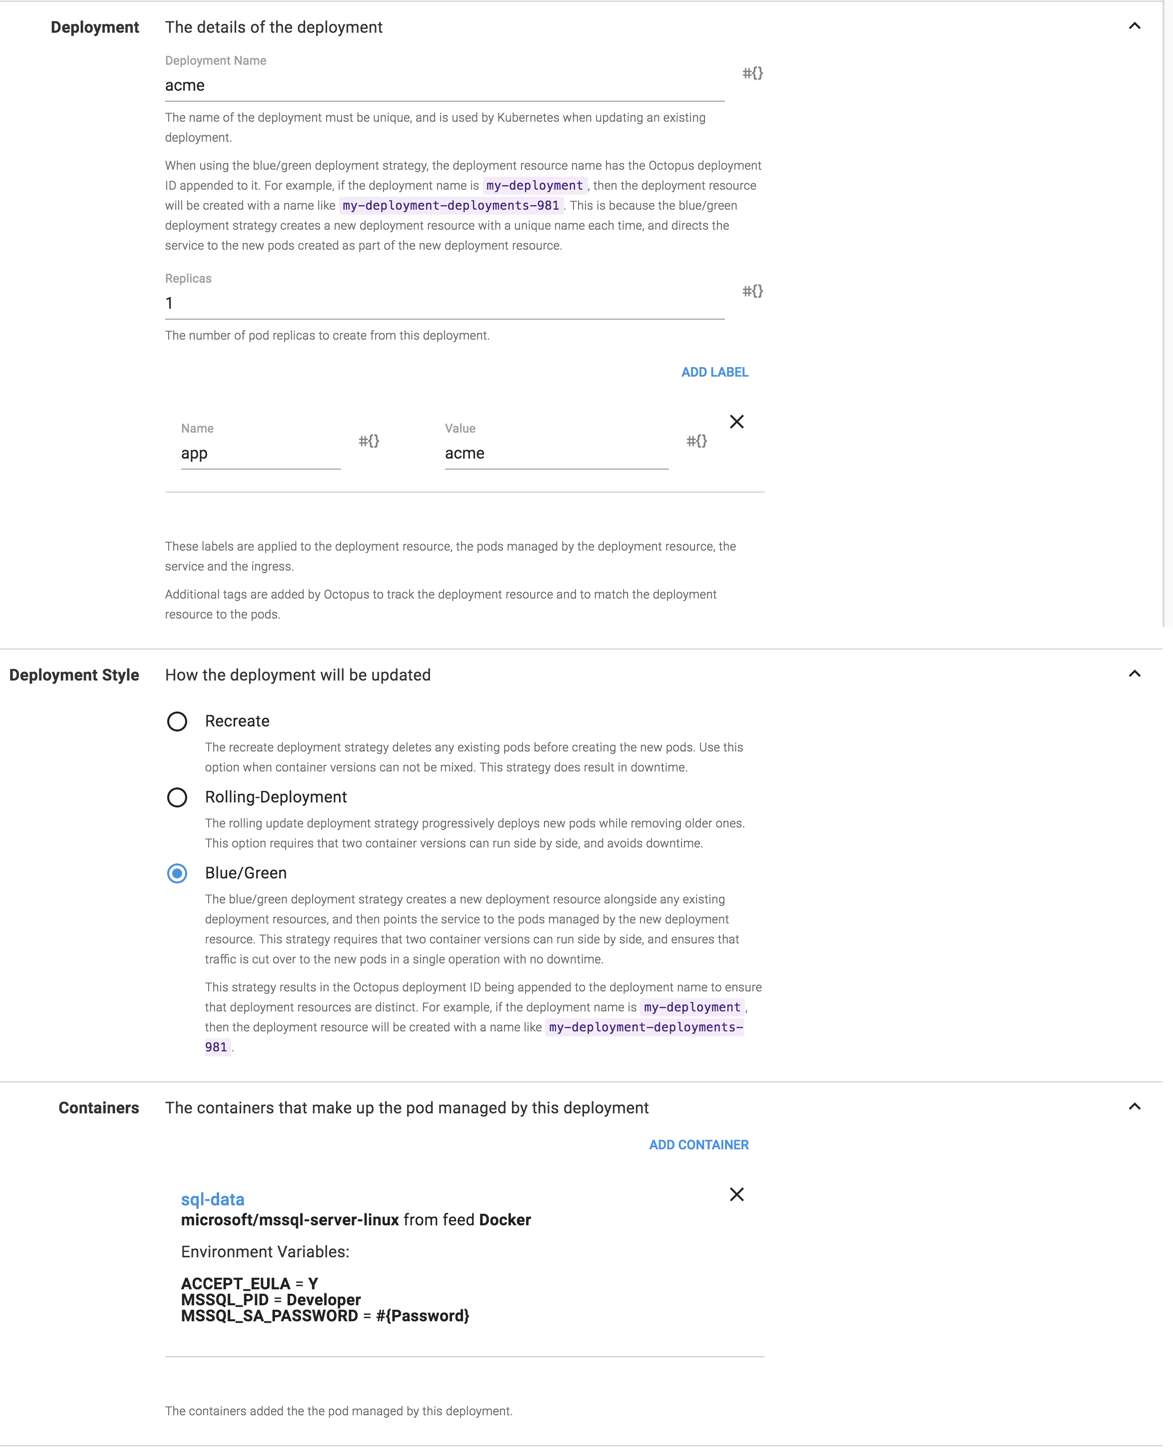 Deployment The details of the deployment
Deployment Name
#{}
acme
The name of the deployment must be unique, and is used by Kubernetes when updating an existing
deployment.
When using the blue/green deployment strategy, the deployment resource name has the Octopus deployment
ID appended to it. For example, if the deployment name is my-deployment , then the deployment resource
will be created with a name like my-deployment-deployments-981 . This is because the blue/green
deployment strategy creates a new deployment resource with a unique name each time, and directs the
service to the new pods created as part of the new deployment resource.
Replicas
#{}
1
The number of pod replicas to create from this deployment.
ADD LABEL
Name Value
#{} #{}
app acme
These labels are applied to the deployment resource, the pods managed by the deployment resource, the
service and the ingress.
Additional tags are added by Octopus to track the deployment resource and to match the deployment
resource to the pods.
Deployment Style How the deployment will be updated
Recreate
The recreate deployment strategy deletes any existing pods before creating the new pods. Use this
option when container versions can not be mixed. This strategy does result in downtime.
Rolling-Deployment
The rolling update deployment strategy progressively deploys new pods while removing older ones.
This option requires that two container versions can run side by side, and avoids downtime.
Blue/Green
The blue/green deployment strategy creates a new deployment resource alongside any existing
deployment resources, and then points the service to the pods managed by the new deployment
resource. This strategy requires that two container versions can run side by side, and ensures that
traffic is cut over to the new pods in a single operation with no downtime.
This strategy results in the Octopus deployment ID being appended to the deployment name to ensure
that deployment resources are distinct. For example, if the deployment name is my-deployment ,
then the deployment resource will be created with a name like my-deployment-deployments-
981 .
Containers The containers that make up the pod managed by this deployment
ADD CONTAINER
sql-data
microsoft/mssql-server-linux from feed Docker
Environment Variables:
ACCEPT_EULA = Y
MSSQL_PID = Developer
MSSQL_SA_PASSWORD = #{Password}
The containers added the the pod managed by this deployment.